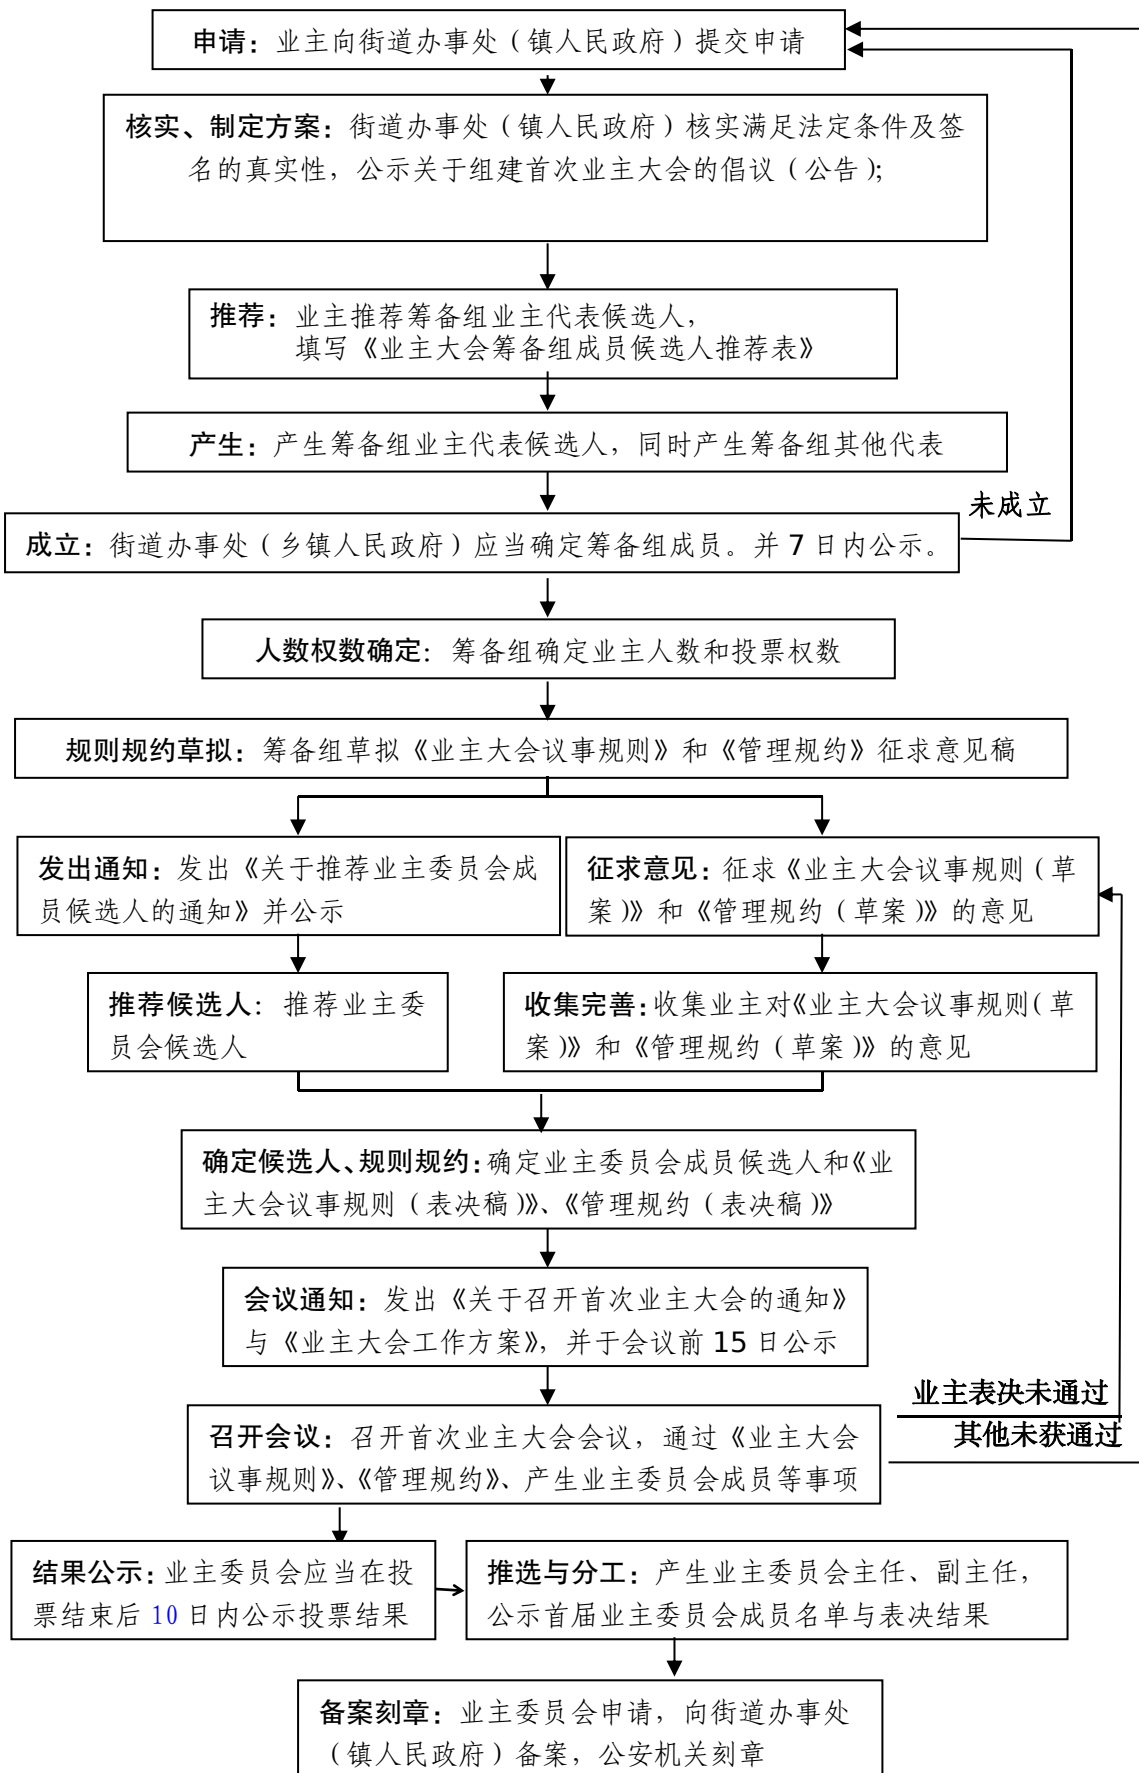 申请：业主向街道办事处（镇人民政府）提交申请
核实、制定方案：街道办事处（镇人民政府）核实满足法定条件及签
名的真实性，公示关于组建首次业主大会的倡议（公告）；
推荐：业主推荐筹备组业主代表候选人，
填写《业主大会筹备组成员候选人推荐表》
产生：产生筹备组业主代表候选人，同时产生筹备组其他代表
未成立
成立：街道办事处（乡镇人民政府）应当确定筹备组成员。并 7 日内公示。
人数权数确定：筹备组确定业主人数和投票权数
规则规约草拟：筹备组草拟《业主大会议事规则》和《管理规约》征求意见稿
发出通知：发出《关于推荐业主委员会成
员候选人的通知》并公示
征求意见：征求《业主大会议事规则（草
案）》和《管理规约（草案）》的意见
推荐候选人：推荐业主委
员会候选人
收集完善：收集业主对《业主大会议事规则（草
案）》和《管理规约（草案）》的意见
确定候选人、规则规约：确定业主委员会成员候选人和《业
主大会议事规则（表决稿）》、《管理规约（表决稿）》
会议通知：发出《关于召开首次业主大会的通知》
与《业主大会工作方案》，并于会议前 15 日公示
业主表决未通过
其他未获通过
召开会议：召开首次业主大会会议，通过《业主大会
议事规则》、《管理规约》、产生业主委员会成员等事项
结果公示：业主委员会应当在投
票结束后 10 日内公示投票结果
推选与分工：产生业主委员会主任、副主任，
公示首届业主委员会成员名单与表决结果
备案刻章：业主委员会申请，向街道办事处
（镇人民政府）备案，公安机关刻章